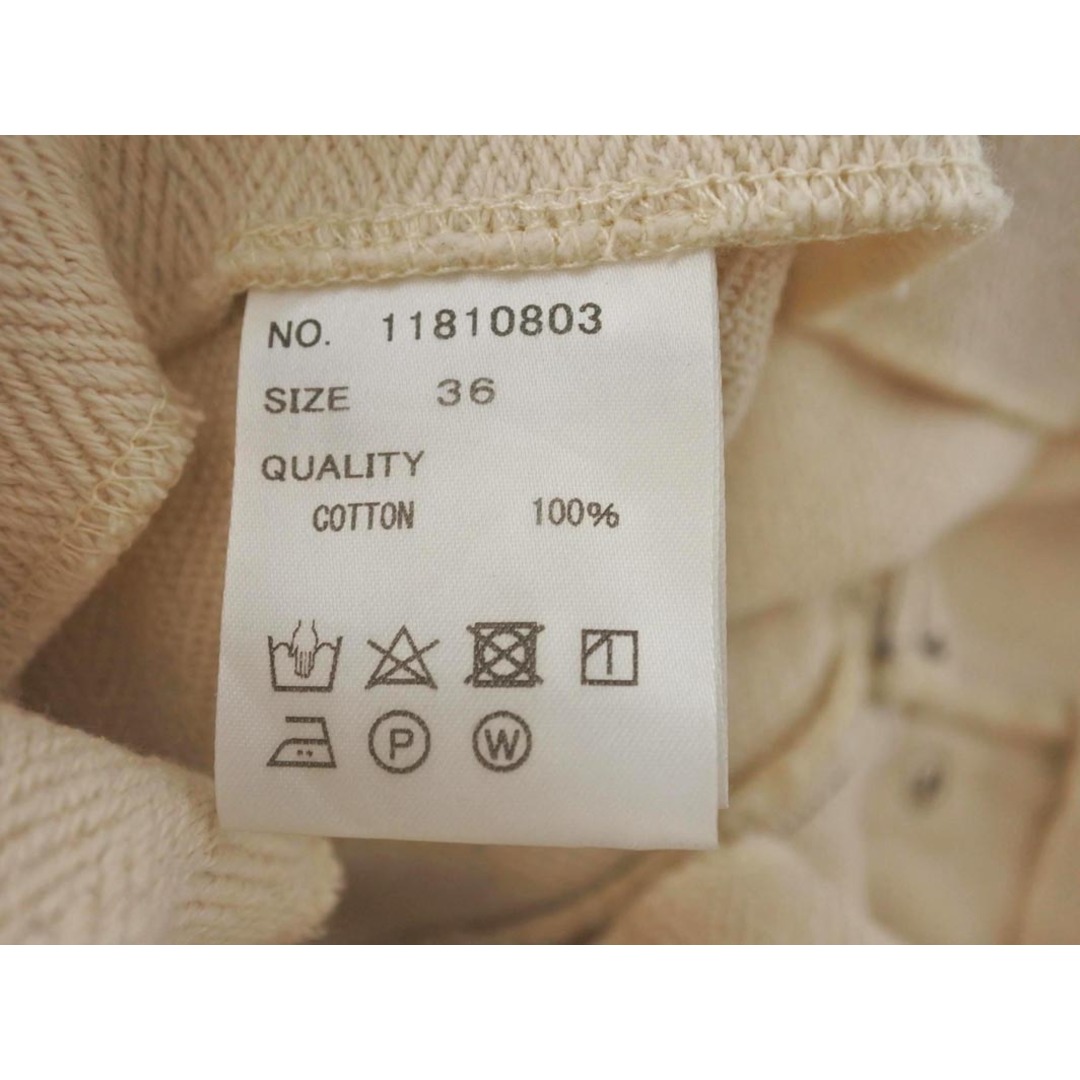 NO. 11810803
SIZE 36
QUALITY
COTTON 100%
P W